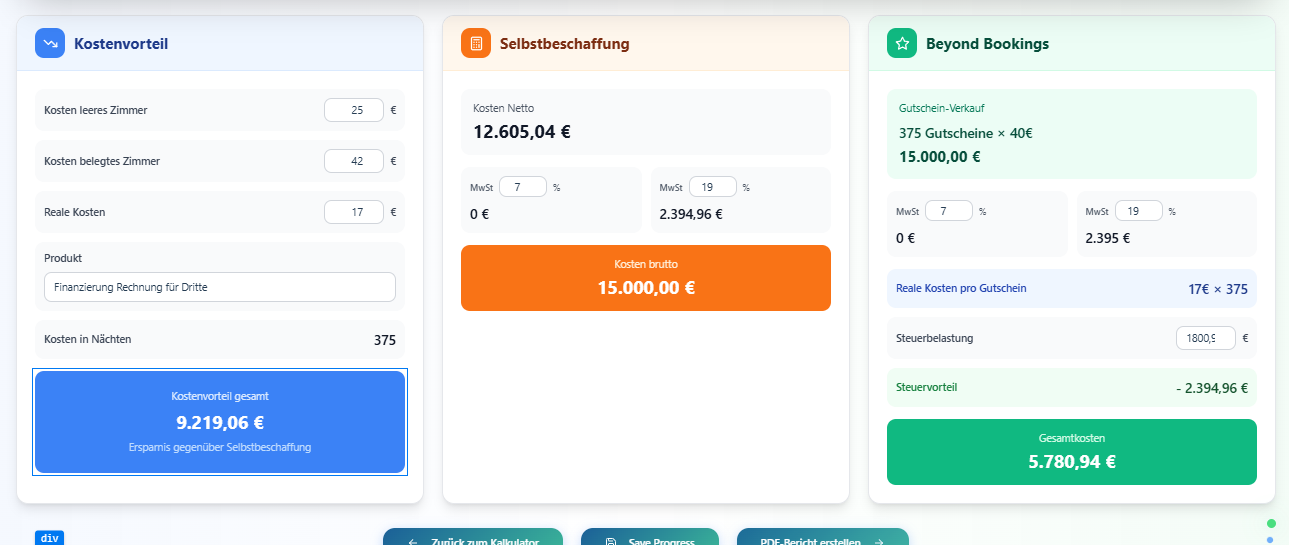 Kostenvorteil
Kosten leeres Zimmer 25 €
Kosten belegtes Zimmer 42 €
Reale Kosten 17 €
Produkt
Finanzierung Rechnung für Dritte
Kosten in Nächten 375
Kostenvorteil gesamt
9.219,06 €
Ersparnis gegenüber Selbstbeschaffung
Selbstbeschaffung
Kosten Netto
12.605,04 €
MwSt 7 % MwSt 19 %
0 € 2.394,96 €
Kosten brutto
15.000,00 €
Beyond Bookings
Gutschein-Verkauf
375 Gutscheine × 40€
15.000,00 €
MwSt 7 % MwSt 19 %
0 € 2.395 €
Reale Kosten pro Gutschein 17€ × 375
Steuerbelastung 1800,9 €
Steuervorteil - 2.394,96 €
Gesamtkosten
5.780,94 €
div
← Zurück zum Kalkulator Save Progress PDF-Bericht erstellen →